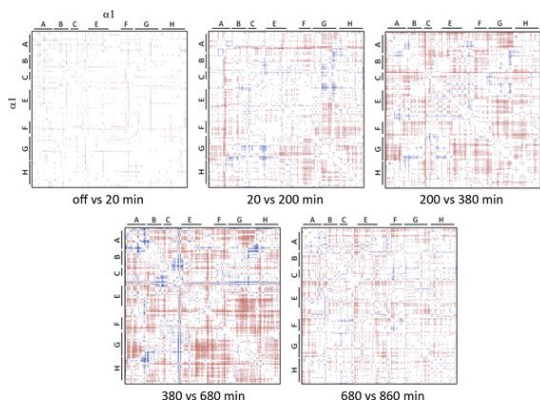 α1
A B C E F G H
A B C E F G H
A B C E F G H
α1
A
B
C
E
F
G
H
A
B
C
E
F
G
H
A
B
C
E
F
G
H
off vs 20 min
20 vs 200 min
200 vs 380 min
A B C E F G H
A B C E F G H
A
B
C
E
F
G
H
A
B
C
E
F
G
H
380 vs 680 min
680 vs 860 min